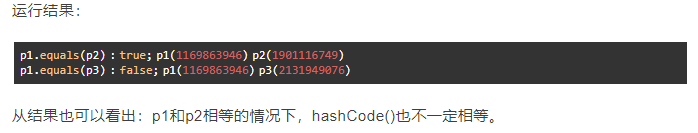 运行结果：
p1.equals(p2) : true; p1(1169863946) p2(1901116749)
p1.equals(p3) : false; p1(1169863946) p3(2131949076)
从结果也可以看出：p1和p2相等的情况下，hashCode()也不一定相等。